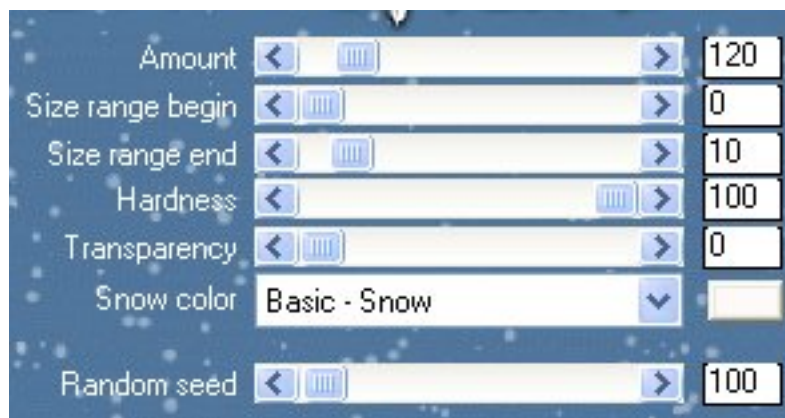 Amount 120
Size range begin 0
Size range end 10
Hardness 100
Transparency 0
Snow color Basic - Snow
Random seed 100